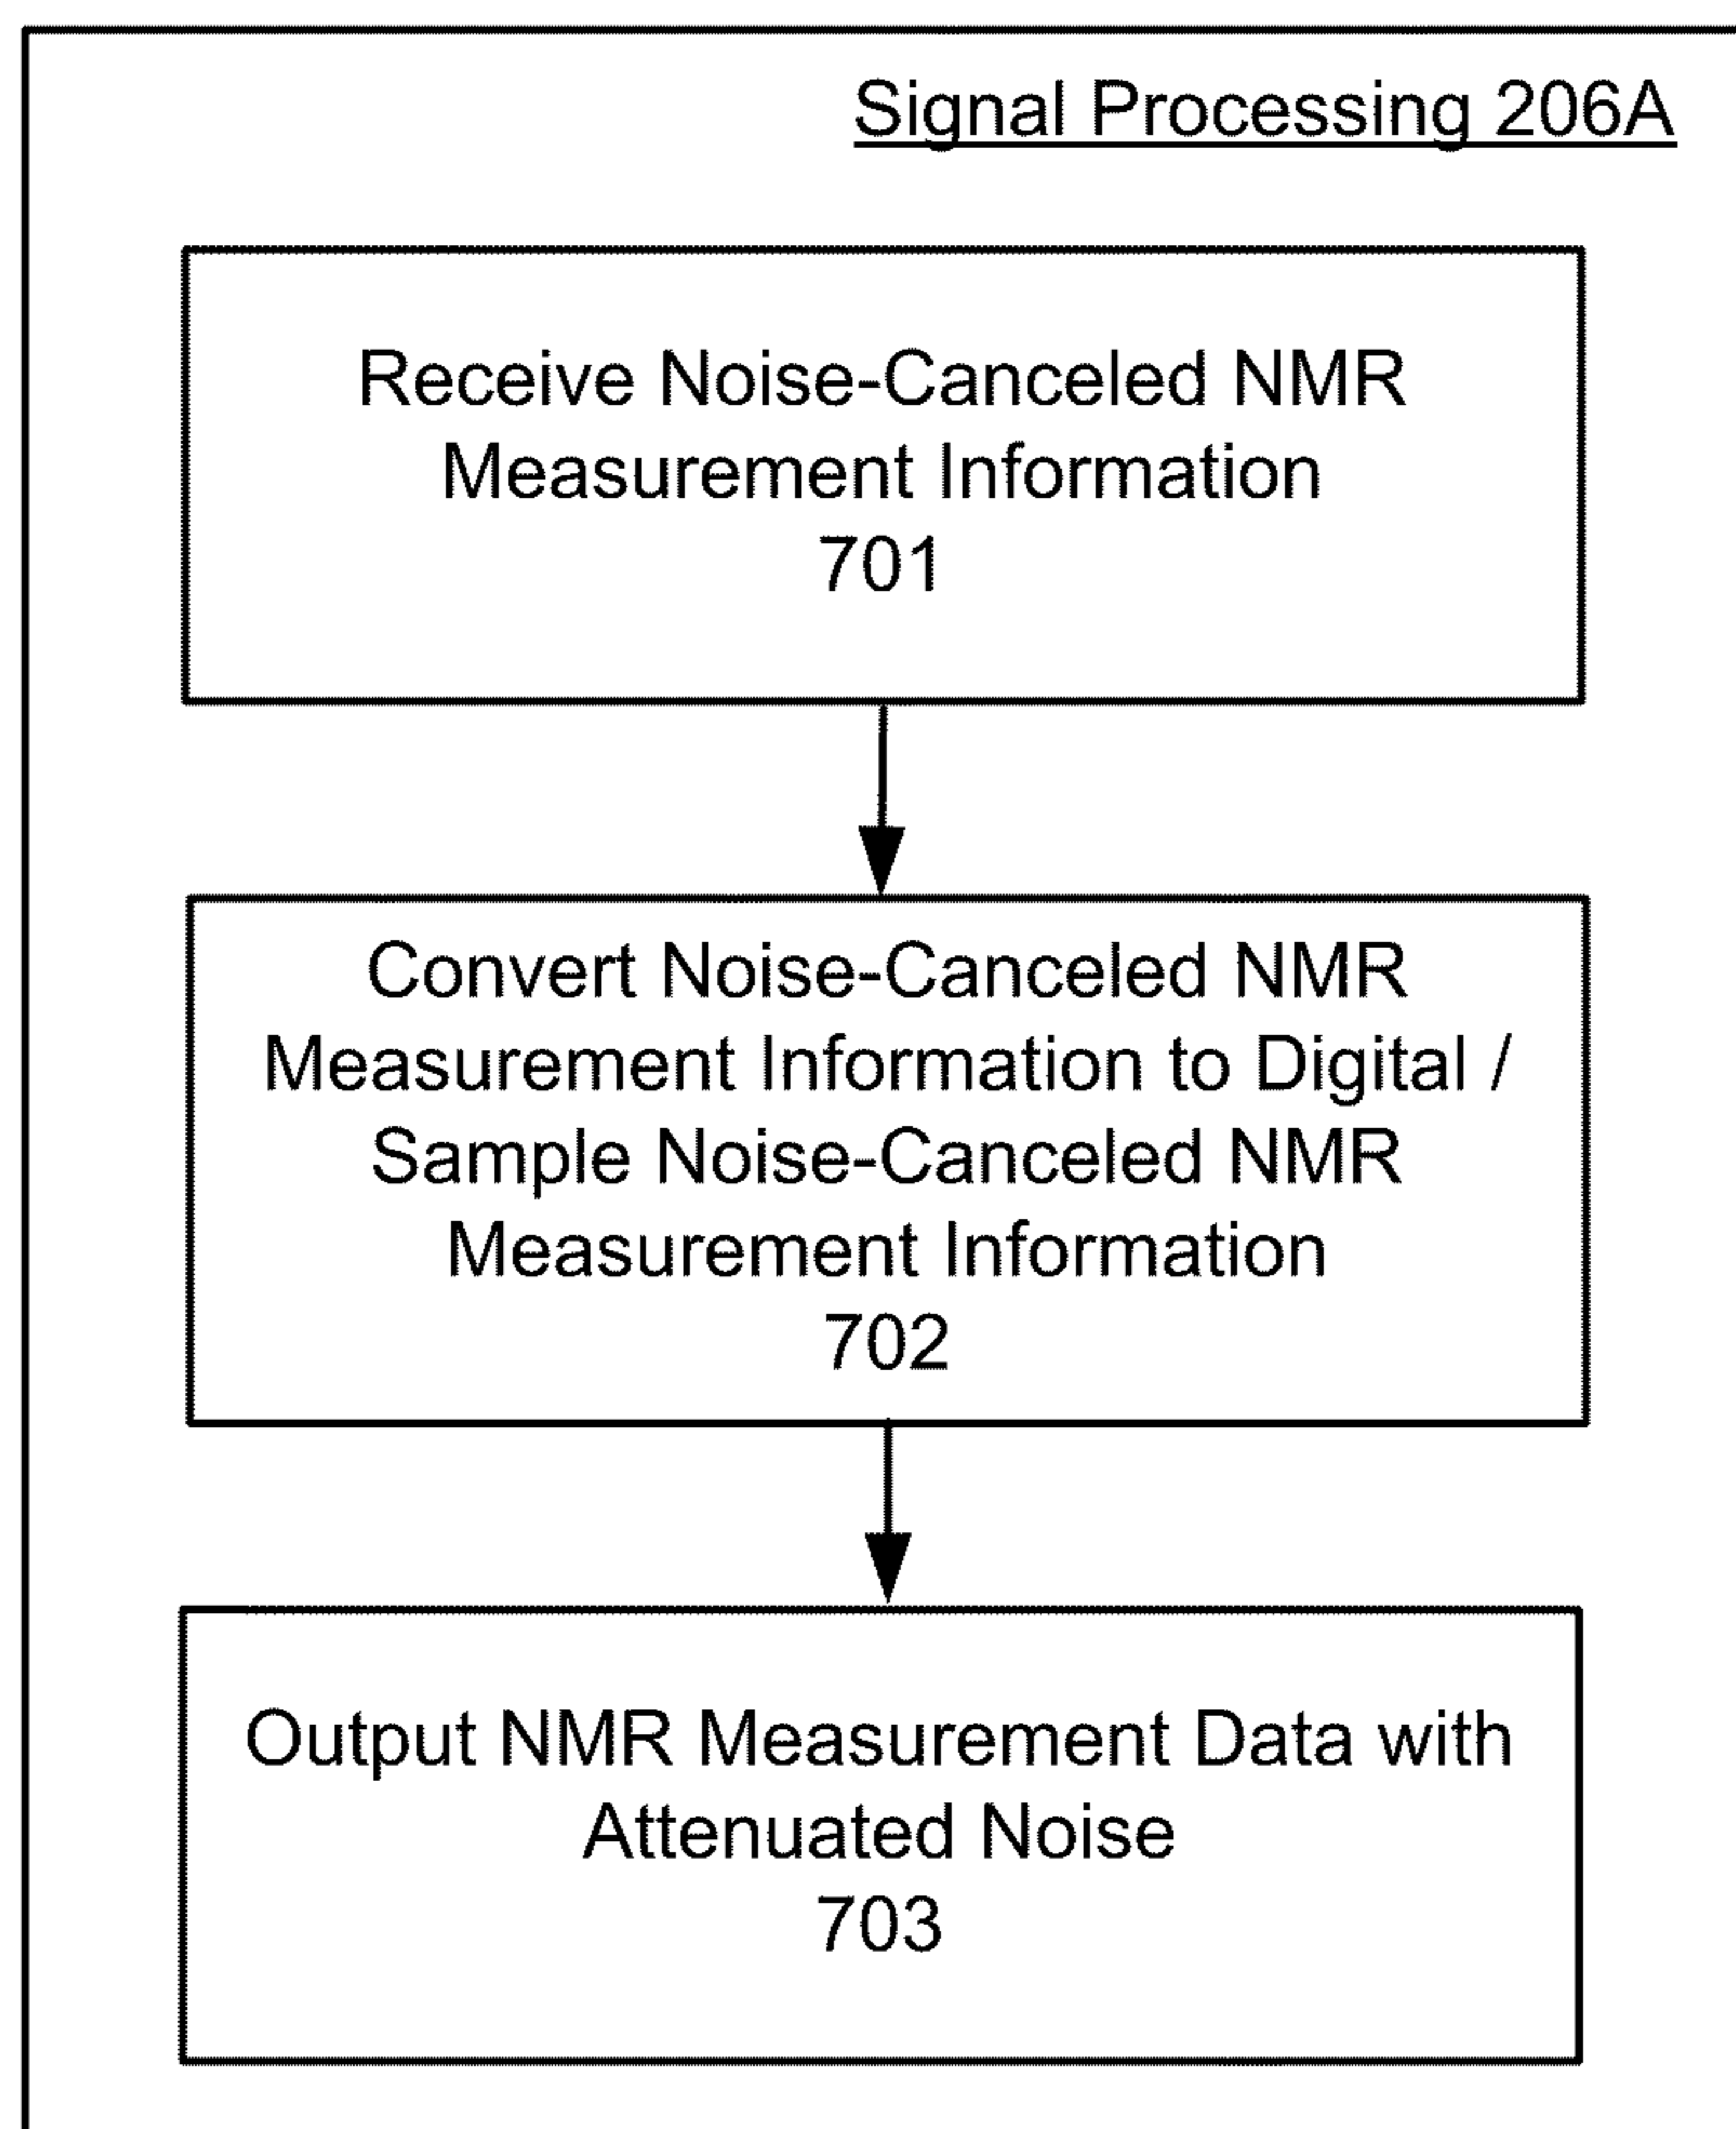 Signal Processing 206A
Receive Noise-Canceled NMR
Measurement Information
701
Convert Noise-Canceled NMR
Measurement Information to Digital /
Sample Noise-Canceled NMR
Measurement Information
702
Output NMR Measurement Data with
Attenuated Noise
703